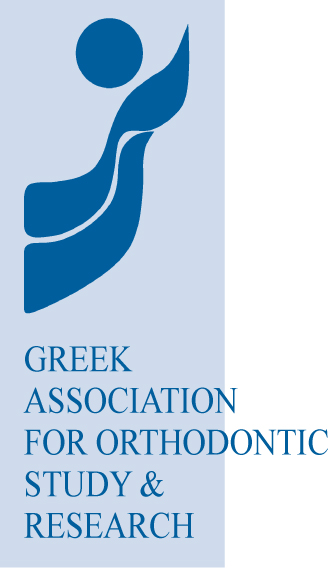 GREEK
ASSOCIATION
FOR ORTHODONTIC
STUDY &
RESEARCH